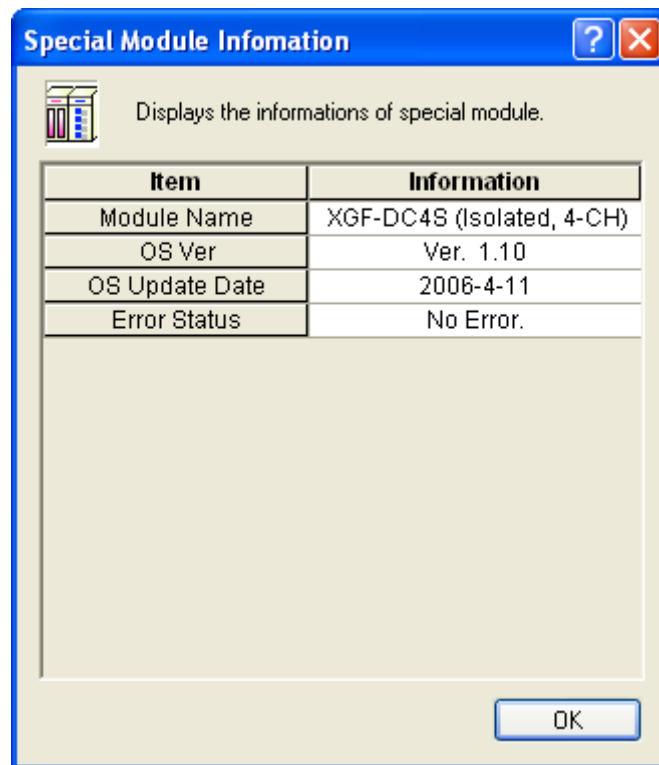 Special Module Infomation
Displays the informations of special module.
Item Information
Module Name XGF-DC4S (Isolated, 4-CH)
OS Ver Ver. 1.10
OS Update Date 2006-4-11
Error Status No Error.
OK